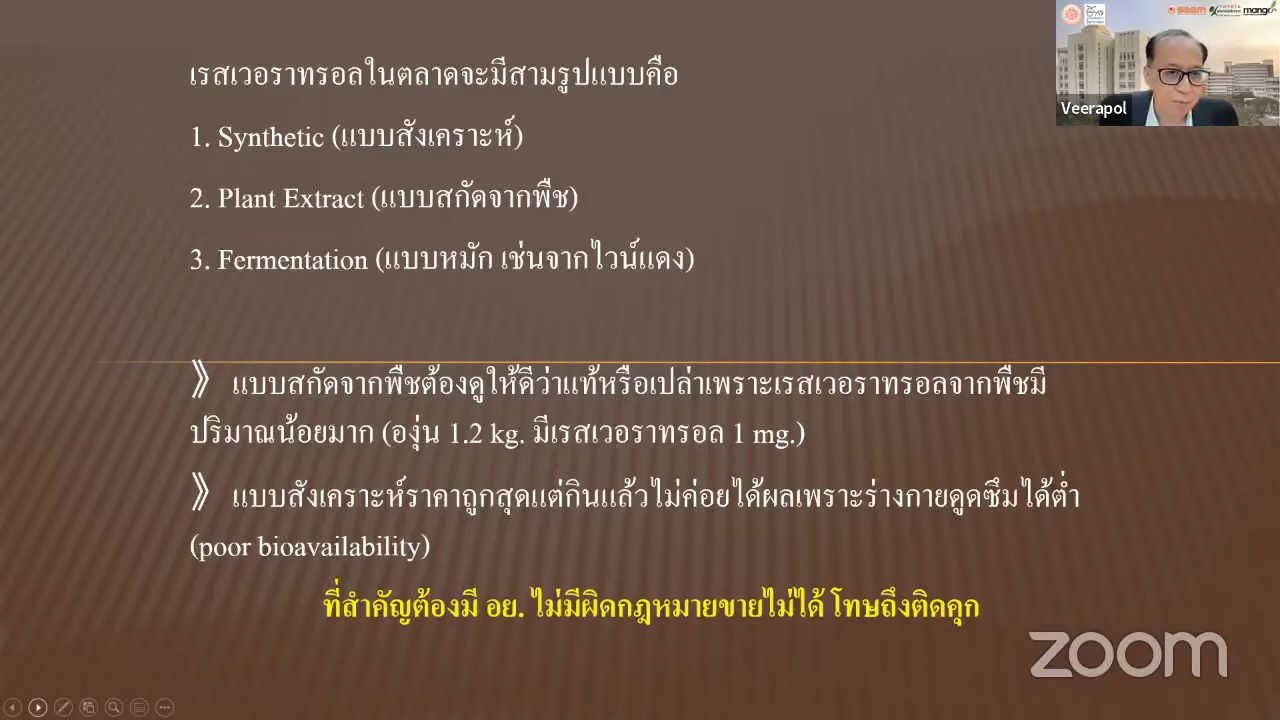 เรสเวอราทรอลในตลาดจะมีสามรูปแบบคือ
1. Synthetic (แบบสังเคราะห์)
2. Plant Extract (แบบสกัดจากพืช)
3. Fermentation (แบบหมัก เช่นจากไวน์แดง)
》 แบบสกัดจากพืชต้องดูให้ดีว่าแท้หรือเปล่าเพราะเรสเวอราทรอลจากพืชมี
ปริมาณน้อยมาก (องุ่น 1.2 kg. มีเรสเวอราทรอล 1 mg.)
》 แบบสังเคราะห์ราคาถูกสุดแต่กินแล้วไม่ค่อยได้ผลเพราะร่างกายดูดซึมได้ต่ำ
(poor bioavailability)
ที่สำคัญต้องมี อย. ไม่มีผิดกฎหมายขายไม่ได้ โทษถึงติดคุก
Veerapol
mango
zoom